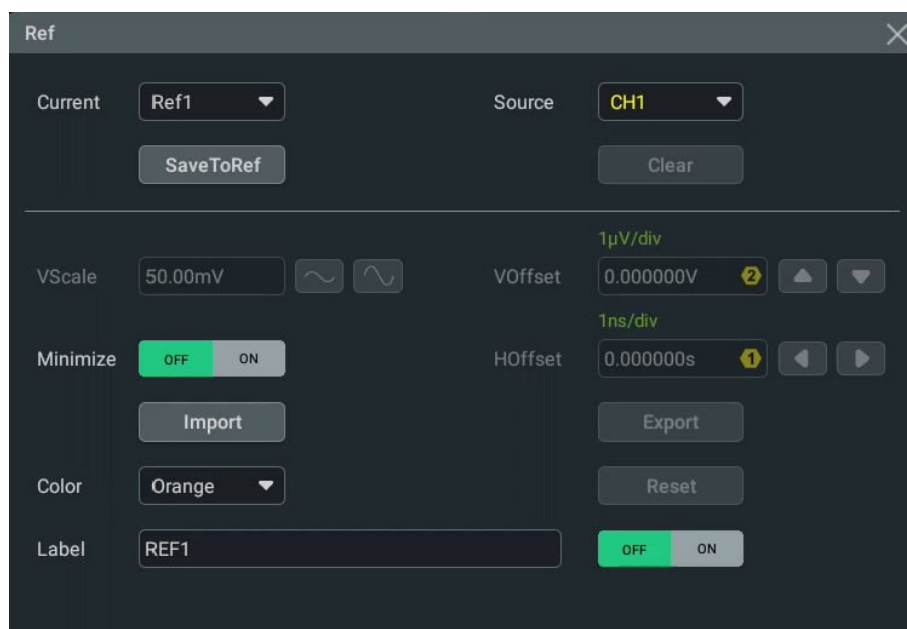 Ref
Current Ref1 Source CH1
SaveToRef Clear
1µV/div
VScale 50.00mV VOffset 0.000000V 2
1ns/div
Minimize OFF ON HOffset 0.000000s 1
Import Export
Color Orange Reset
Label REF1 OFF ON